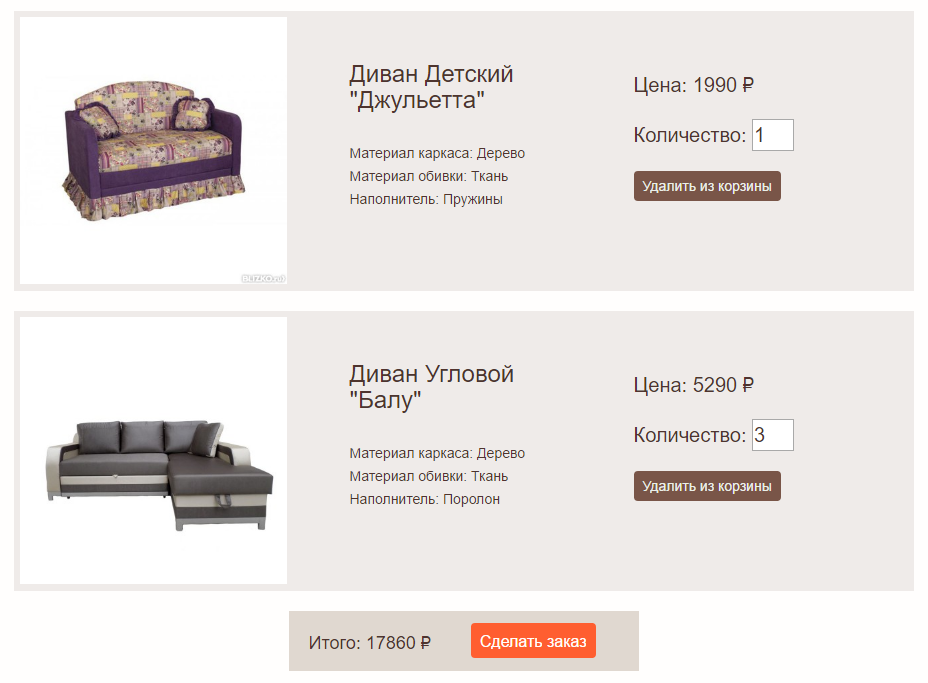 Диван Детский
"Джульетта"
Материал каркаса: Дерево
Материал обивки: Ткань
Наполнитель: Пружины
Цена: 1990 ₽
Количество: 1
Удалить из корзины
BLIZKO.ru
Диван Угловой
"Балу"
Материал каркаса: Дерево
Материал обивки: Ткань
Наполнитель: Поролон
Цена: 5290 ₽
Количество: 3
Удалить из корзины
Итого: 17860 ₽
Сделать заказ